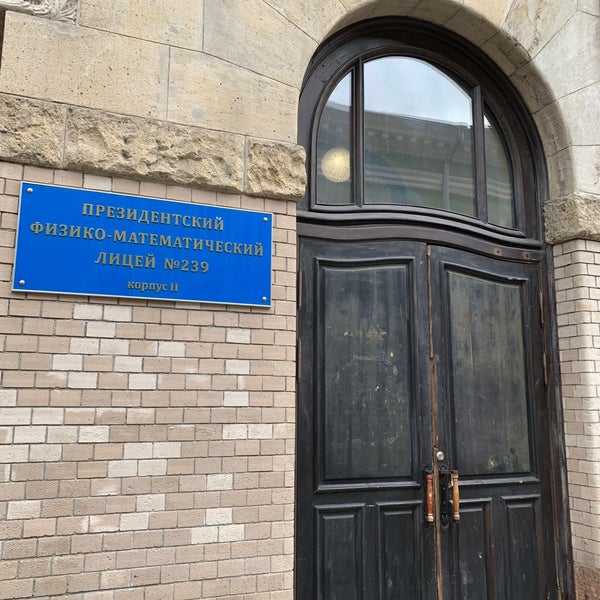 ПРЕЗИДЕНТСКИЙ
ФИЗИКО-МАТЕМАТИЧЕСКИЙ
ЛИЦЕЙ №239
корпус II